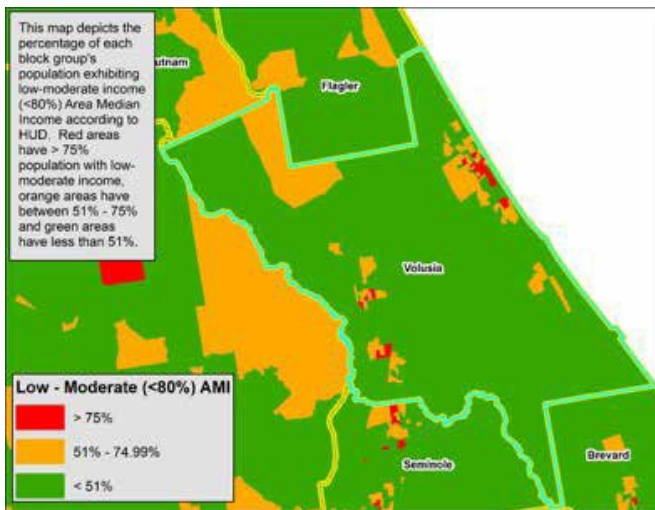 This map depicts the
percentage of each
block group's
population exhibiting
low-moderate income
(<80%) Area Median
Income according to
HUD. Red areas
have > 75%
population with low-
moderate income,
orange areas have
between 51% - 75%
and green areas
have less than 51%.
utnam
Flagler
Volusia
Low - Moderate (<80%) AMI
> 75%
51% - 74.99%
< 51%
Seminole
Brevard